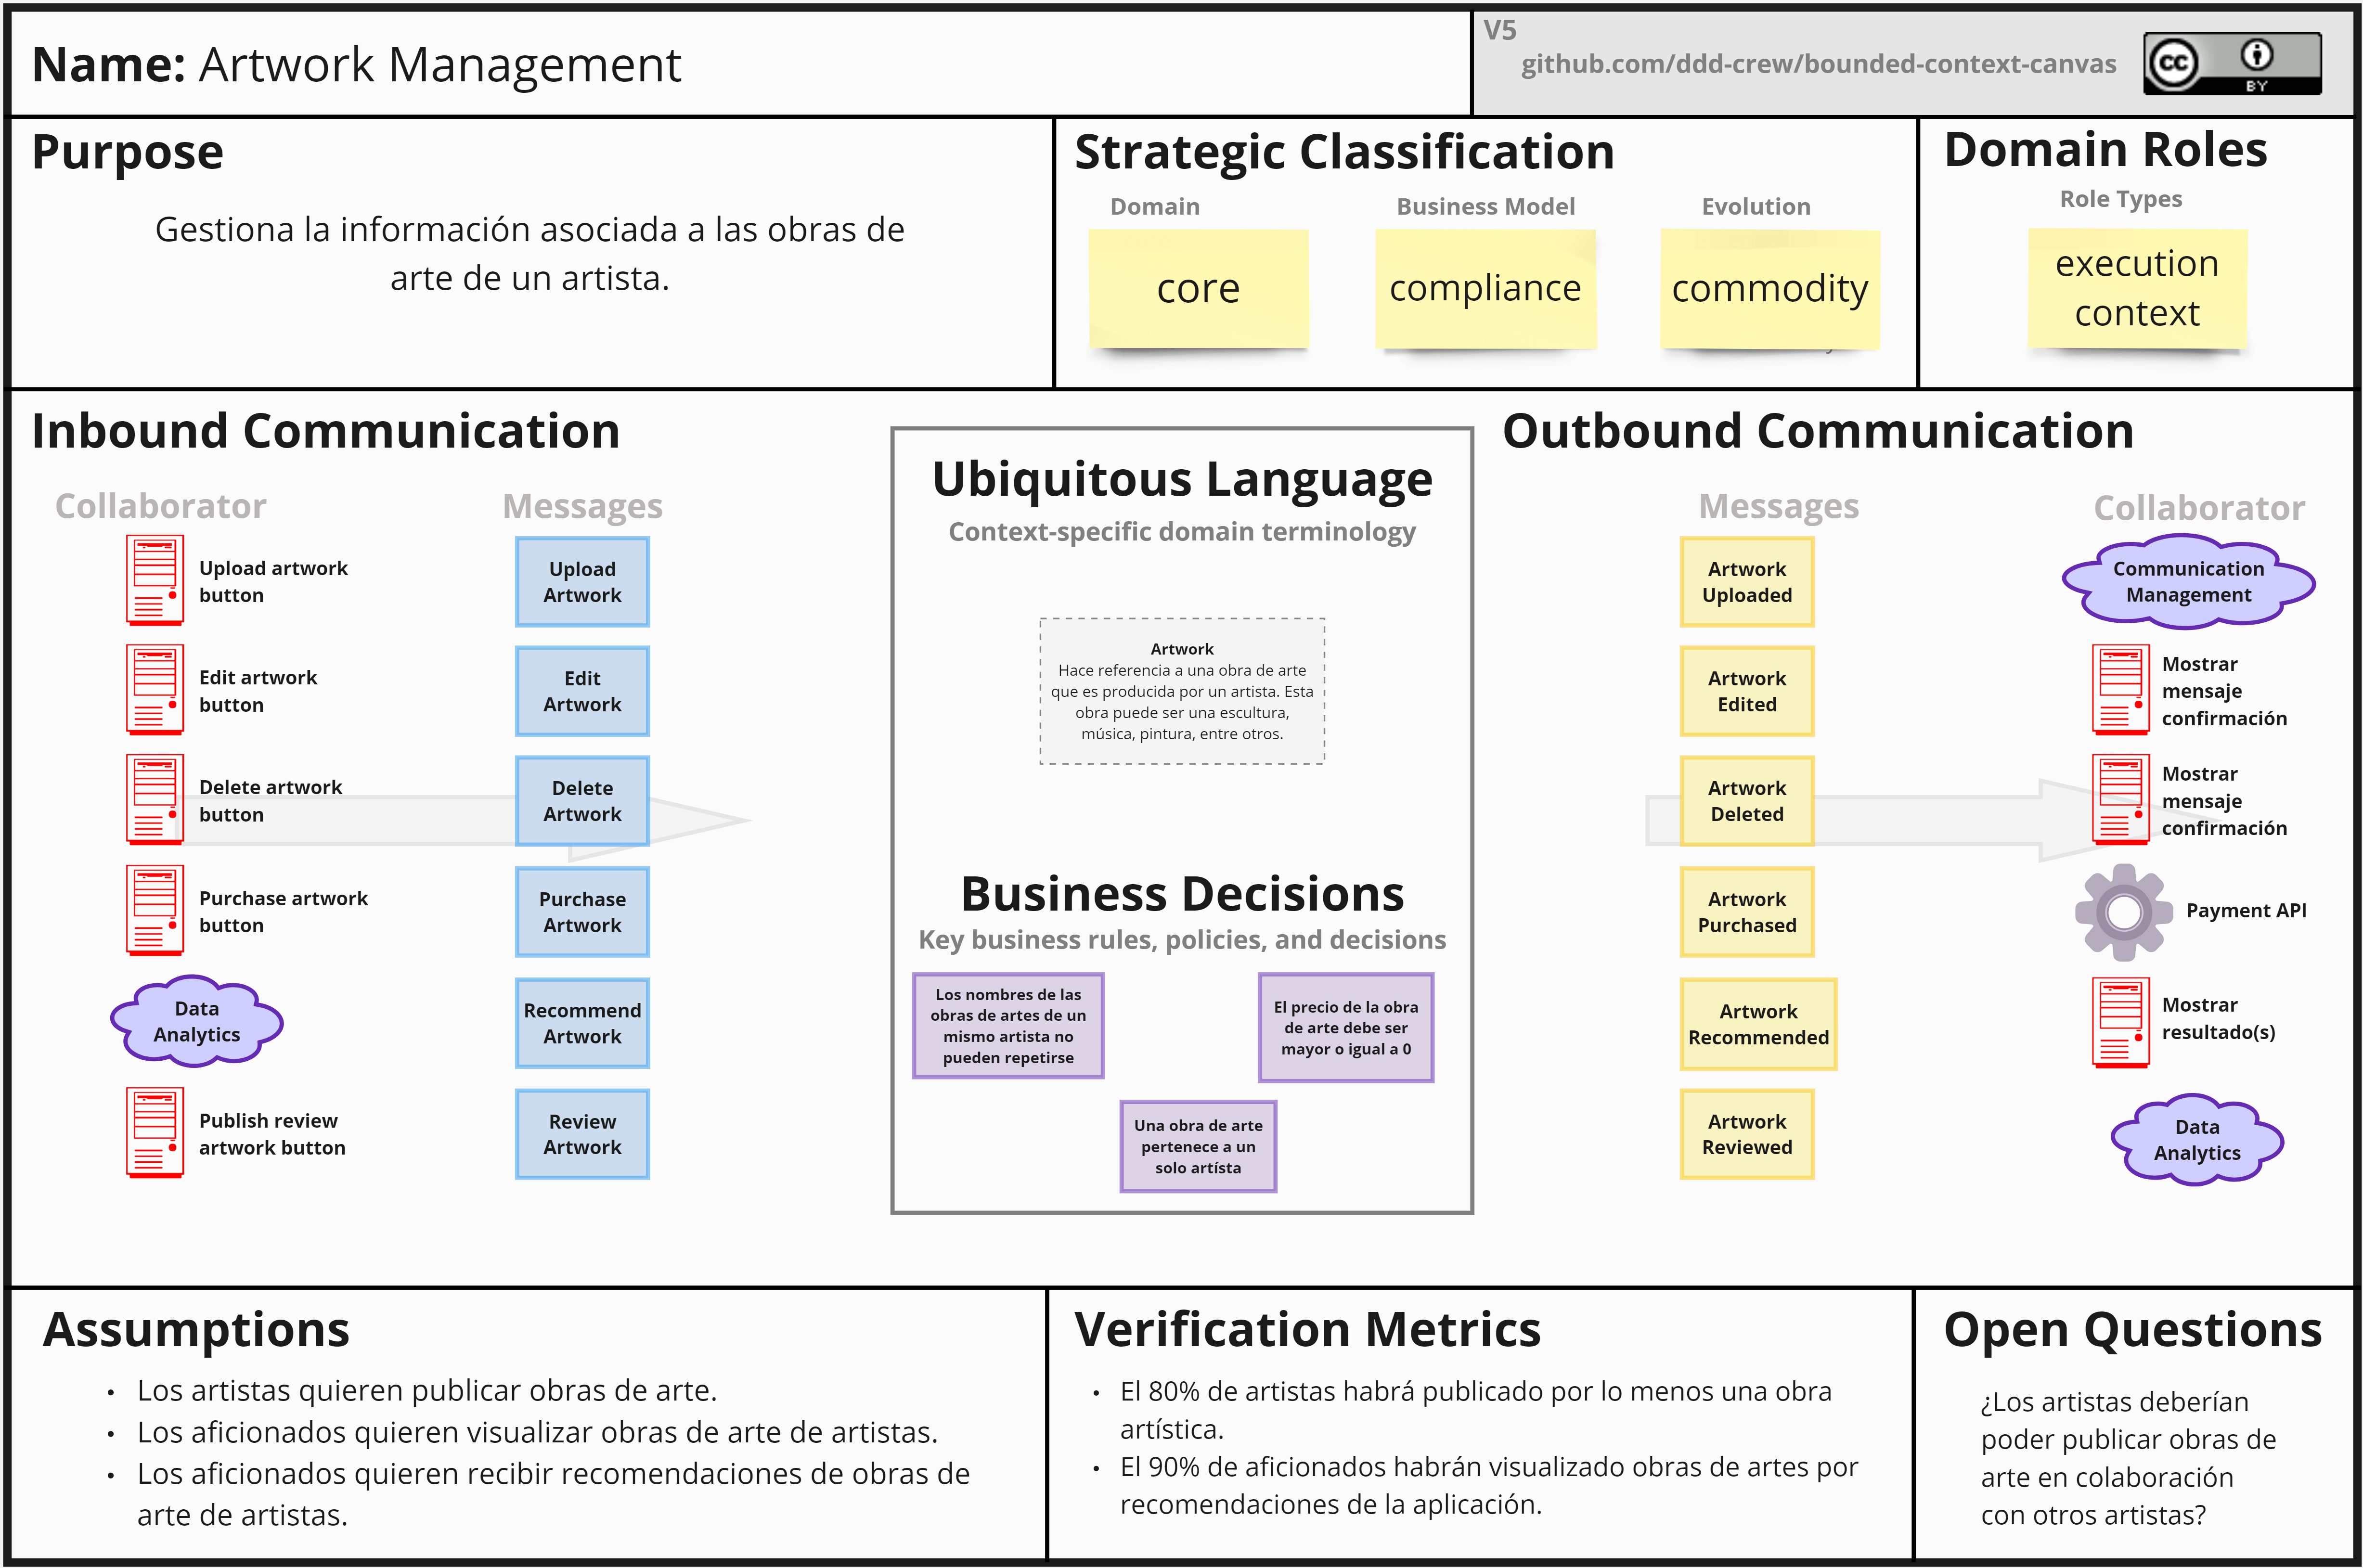 Name: Artwork Management
V5
github.com/ddd-crew/bounded-context-canvas
cc
BY
Purpose
Gestiona la información asociada a las obras de
arte de un artista.
Strategic Classification
Domain
core
Business Model
compliance
Evolution
commodity
Domain Roles
Role Types
execution
context
Inbound Communication
Collaborator
Messages
Upload artwork
button
Upload
Artwork
Edit artwork
button
Edit
Artwork
Delete artwork
button
Delete
Artwork
Purchase artwork
button
Purchase
Artwork
Data
Analytics
Recommend
Artwork
Publish review
artwork button
Review
Artwork
Ubiquitous Language
Context-specific domain terminology
Artwork
Hace referencia a una obra de arte
que es producida por un artista. Esta
obra puede ser una escultura,
música, pintura, entre otros.
Business Decisions
Key business rules, policies, and decisions
Los nombres de las
obras de artes de un
mismo artista no
pueden repetirse
El precio de la obra
de arte debe ser
mayor o igual a 0
Una obra de arte
pertenece a un
solo artísta
Outbound Communication
Messages
Collaborator
Artwork
Uploaded
Communication
Management
Artwork
Edited
Mostrar
mensaje
confirmación
Artwork
Deleted
Mostrar
mensaje
confirmación
Artwork
Purchased
Payment API
Artwork
Recommended
Mostrar
resultado(s)
Artwork
Reviewed
Data
Analytics
Assumptions
• Los artistas quieren publicar obras de arte.
• Los aficionados quieren visualizar obras de arte de artistas.
• Los aficionados quieren recibir recomendaciones de obras de
arte de artistas.
Verification Metrics
• El 80% de artistas habrá publicado por lo menos una obra
artística.
• El 90% de aficionados habrán visualizado obras de artes por
recomendaciones de la aplicación.
Open Questions
¿Los artistas deberían
poder publicar obras de
arte en colaboración
con otros artistas?